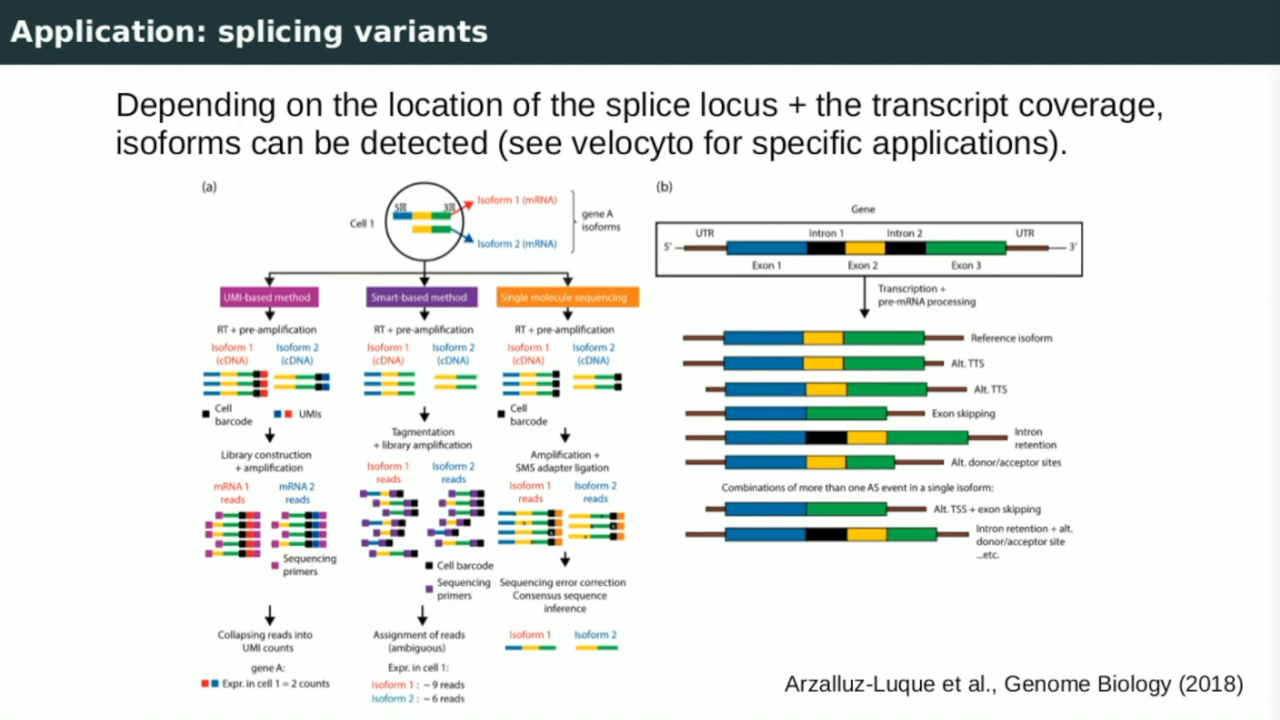 Application: splicing variants
Depending on the location of the splice locus + the transcript coverage,
isoforms can be detected (see velocyto for specific applications).
(a)
Cell 1
Isoform 1 (mRNA)
Isoform 2 (mRNA)
gene A
isoforms
UMI-based method
RT + pre-amplification
Isoform 1
(cDNA)
Isoform 2
(cDNA)
Cell
barcode
UMIs
Library construction
+ amplification
mRNA 1
reads
mRNA 2
reads
Sequencing
primers
Collapsing reads into
UMI counts
gene A:
Expr. in cell 1 = 2 counts
Smart-based method
RT + pre-amplification
Isoform 1
(cDNA)
Isoform 2
(cDNA)
Tagmentation
+ library amplification
Isoform 1
reads
Isoform 2
reads
Cell barcode
Sequencing
primers
Assignment of reads
(ambiguous)
Expr. in cell 1:
Isoform 1 : ~ 9 reads
Isoform 2 : ~ 6 reads
Single molecule sequencing
RT + pre-amplification
Isoform 1
(cDNA)
Isoform 2
(cDNA)
Cell
barcode
Amplification +
SMS adapter ligation
Isoform 1
reads
Isoform 2
reads
Sequencing error correction
Consensus sequence
inference
Isoform 1
Isoform 2
(b)
Gene
UTR
Intron 1
Intron 2
UTR
5'
3'
Exon 1
Exon 2
Exon 3
Transcription +
pre-mRNA processing
Reference isoform
Alt. TTS
Alt. TTS
Exon skipping
Intron
retention
Alt. donor/acceptor sites
Combinations of more than one AS event in a single isoform:
Alt. TSS + exon skipping
Intron retention + alt.
donor/acceptor site
...etc.
Arzalluz-Luque et al., Genome Biology (2018)